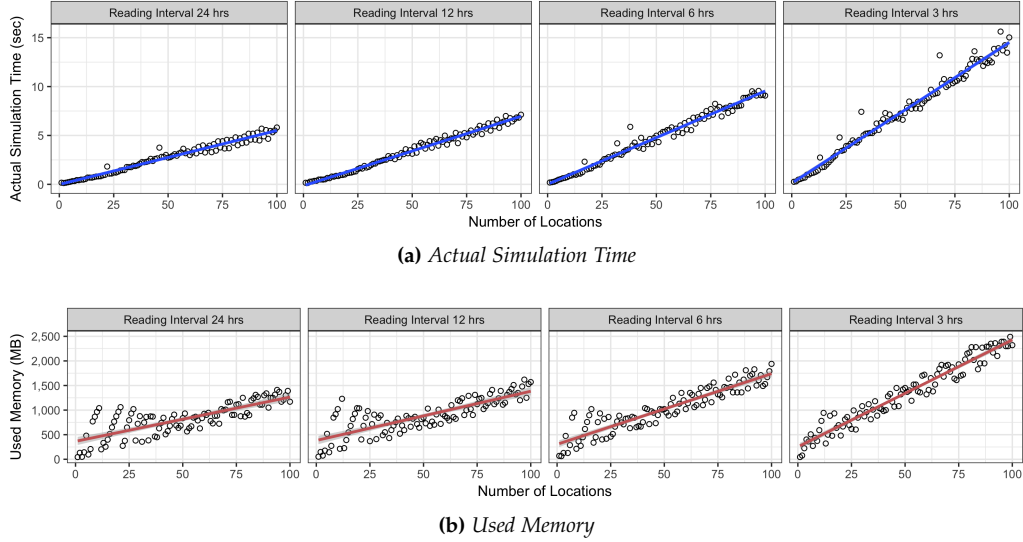 Reading Interval 24 hrs Reading Interval 12 hrs Reading Interval 6 hrs Reading Interval 3 hrs
Actual Simulation Time (sec)
15
10
5
0
0 25 50 75 100 0 25 50 75 100 0 25 50 75 100 0 25 50 75 100
Number of Locations
(a) Actual Simulation Time
Reading Interval 24 hrs Reading Interval 12 hrs Reading Interval 6 hrs Reading Interval 3 hrs
Used Memory (MB)
2,500
2,000
1,500
1,000
500
0
0 25 50 75 100 0 25 50 75 100 0 25 50 75 100 0 25 50 75 100
Number of Locations
(b) Used Memory